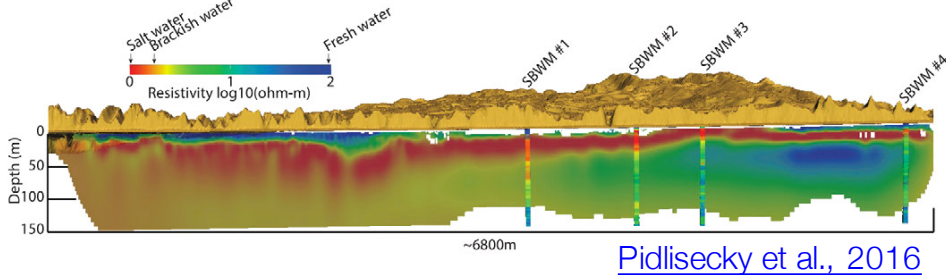 Salt water
Brackish water
Fresh water
0
1
2
Resistivity log10(ohm-m)
SBWM #1
SBWM #2
SBWM #3
SBWM #4
Depth (m)
0
50
100
150
~6800m
Pidlisecky et al., 2016